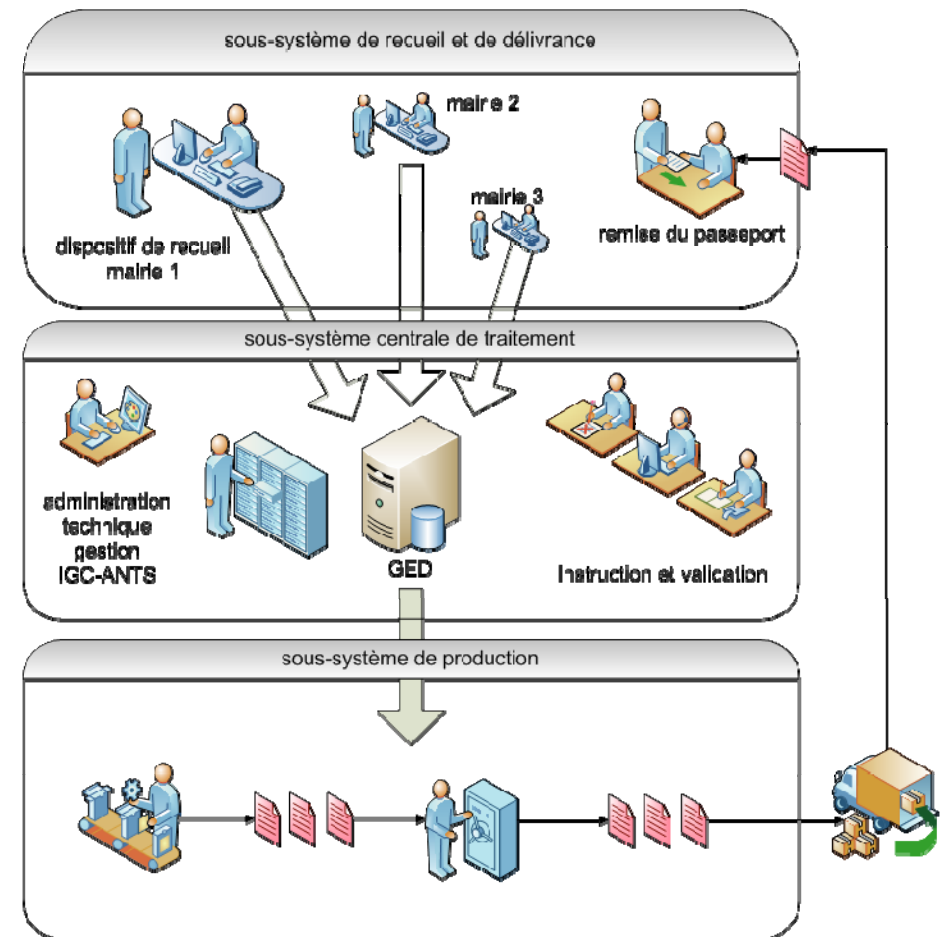 sous-système de recueil et de délivrance
mairie 2
mairie 3
dispositif de recueil
mairie 1
remise du passeport
sous-système centrale de traitement
administration
technique
gestion
IGC-ANTS
GED
Instruction et valication
sous-système de production